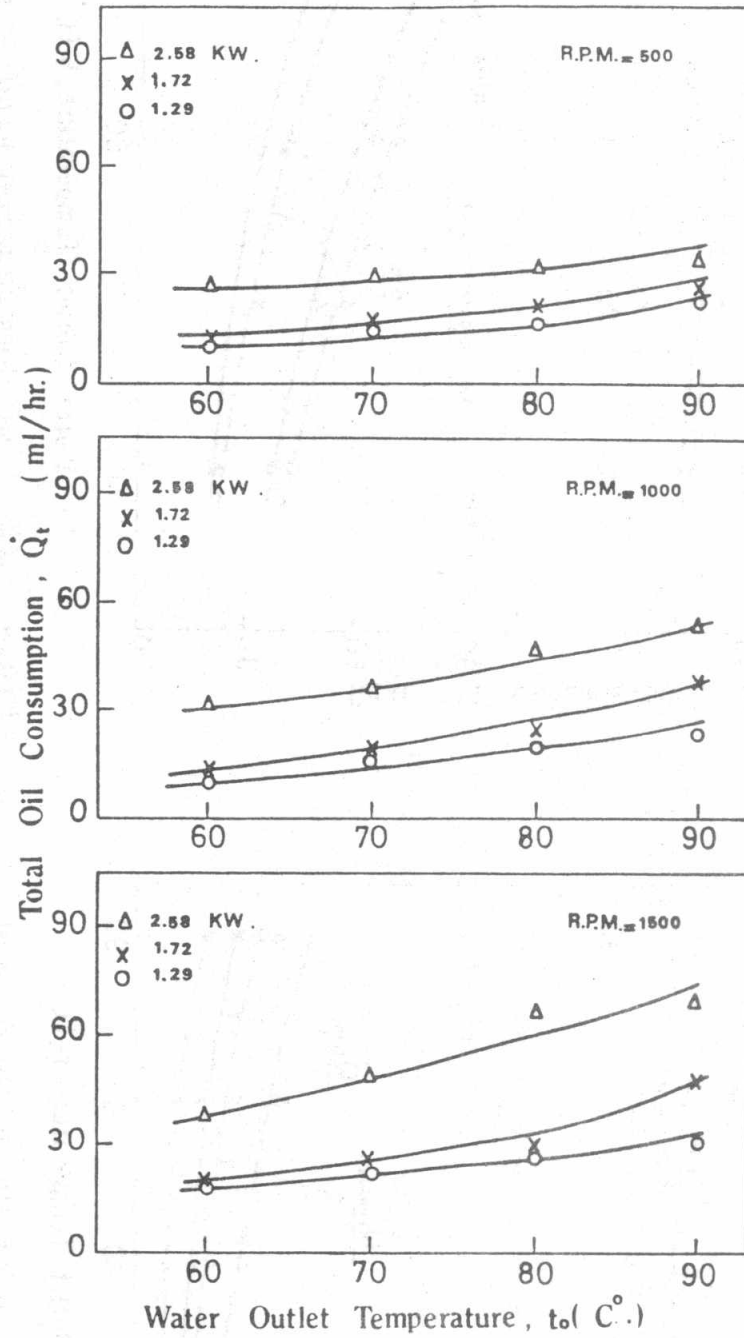 90
60
30
0
Δ 2.58 KW.
x 1.72
o 1.29
R.P.M.= 500
60 70 80 90
90
60
30
0
Δ 2.58 KW.
x 1.72
o 1.29
R.P.M.= 1000
60 70 80 90
90
60
30
0
Δ 2.58 KW.
x 1.72
o 1.29
R.P.M.= 1500
60 70 80 90
Total Oil Consumption , Q̇t (ml/hr.)
Water Outlet Temperature , to( C°.)